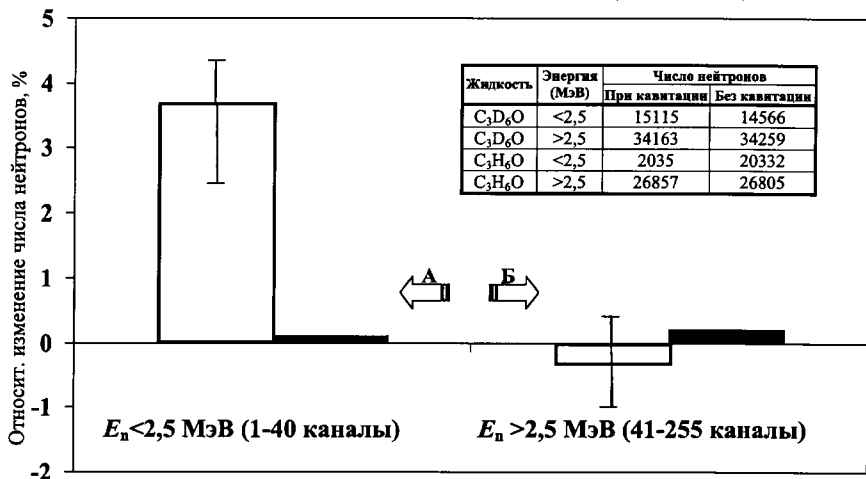 Относит. изменение числа нейтронов, %
5
4
3
2
1
0
-1
-2
Жидкость Энергия (МэВ) Число нейтронов
При кавитации Без кавитации
C₃D₆O <2,5 15115 14566
C₃D₆O >2,5 34163 34259
C₃H₆O <2,5 2035 20332
C₃H₆O >2,5 26857 26805
А Б
Eₙ<2,5 МэВ (1-40 каналы) Eₙ >2,5 МэВ (41-255 каналы)